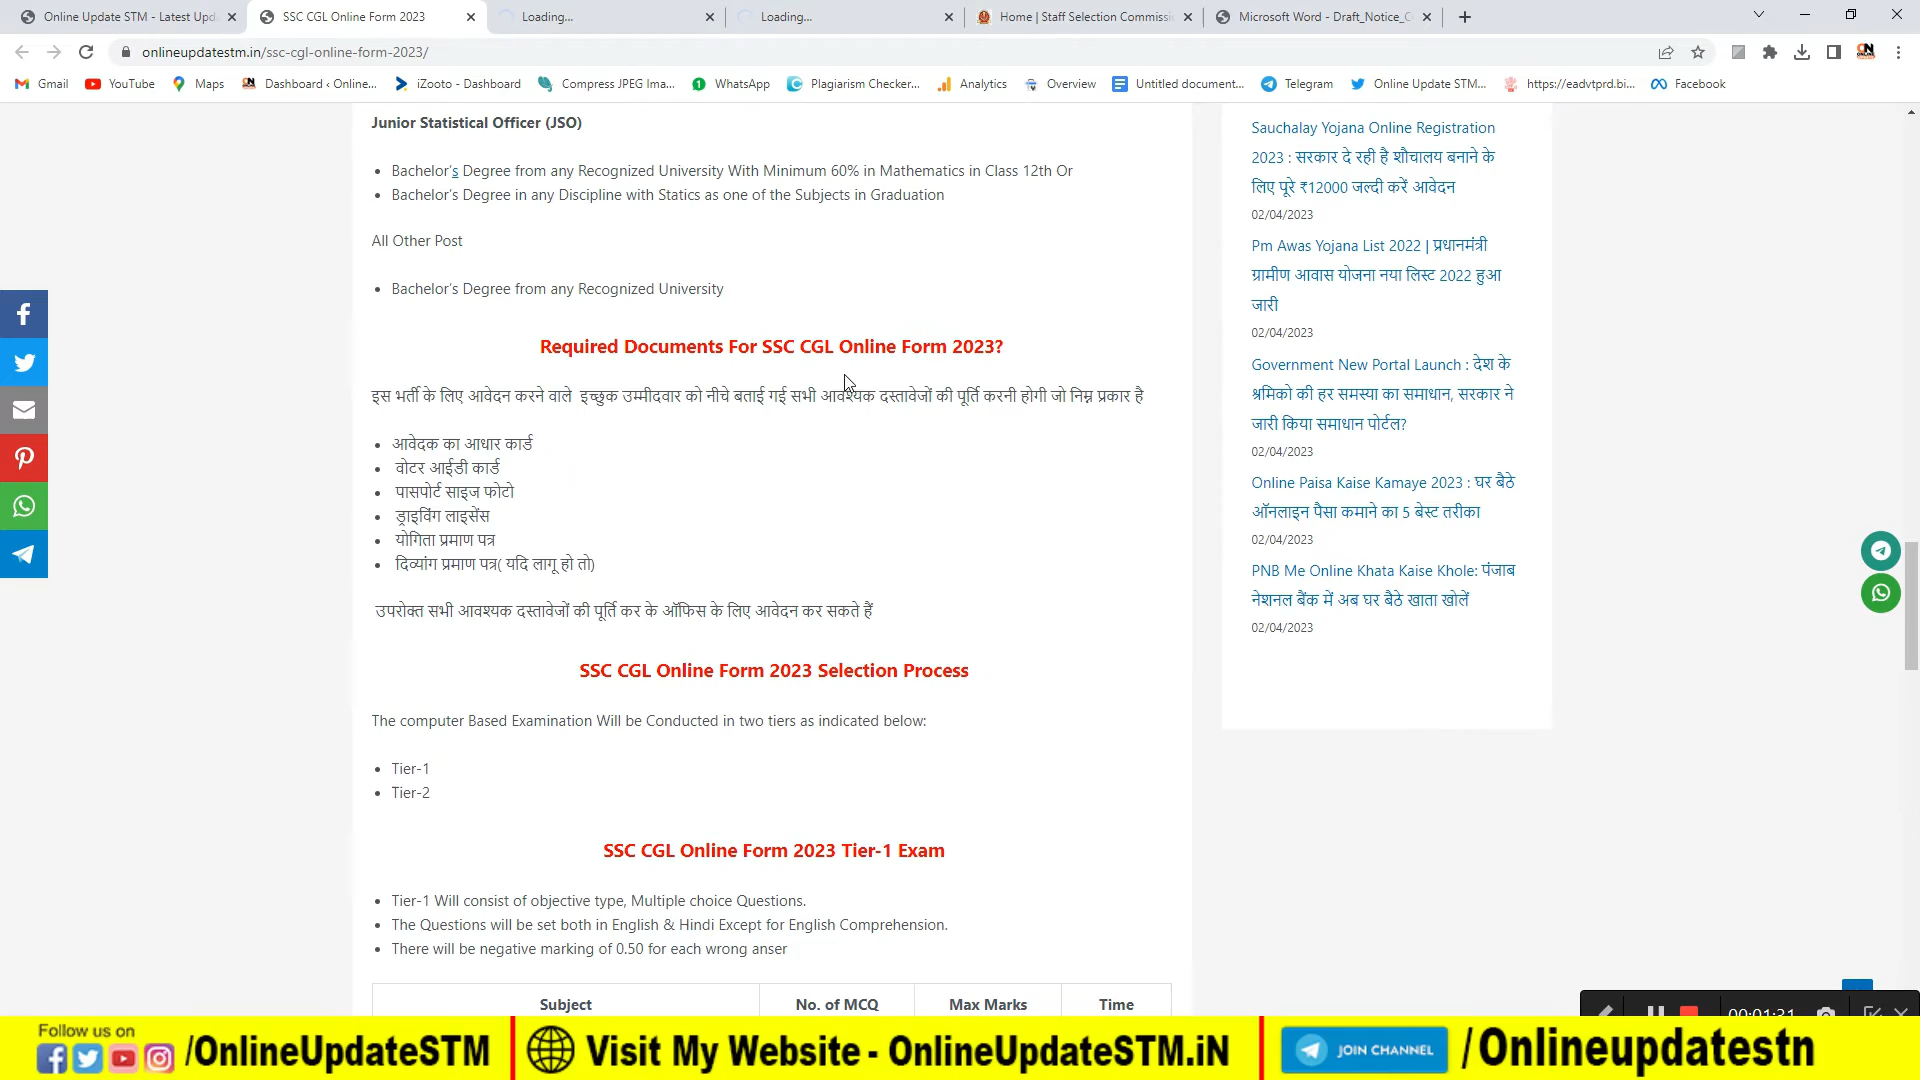 Online Update STM - Latest Upd
SSC CGL Online Form 2023
Loading...
Loading...
Home | Staff Selection Commissi
Microsoft Word - Draft_Notice_C
onlineupdatestm.in/ssc-cgl-online-form-2023/
Gmail
YouTube
Maps
Dashboard ‹ Online...
iZooto - Dashboard
Compress JPEG Ima...
WhatsApp
Plagiarism Checker...
Analytics
Overview
Untitled document...
Telegram
Online Update STM...
https://eadvtprd.bi...
Facebook
Junior Statistical Officer (JSO)
Bachelor's Degree from any Recognized University With Minimum 60% in Mathematics in Class 12th Or
Bachelor's Degree in any Discipline with Statics as one of the Subjects in Graduation
All Other Post
Bachelor's Degree from any Recognized University
Required Documents For SSC CGL Online Form 2023?
इस भर्ती के लिए आवेदन करने वाले इच्छुक उम्मीदवार को नीचे बताई गई सभी आवश्यक दस्तावेजों की पूर्ति करनी होगी जो निम्न प्रकार है
आवेदक का आधार कार्ड
वोटर आईडी कार्ड
पासपोर्ट साइज फोटो
ड्राइविंग लाइसेंस
योगिता प्रमाण पत्र
दिव्यांग प्रमाण पत्र( यदि लागू हो तो)
उपरोक्त सभी आवश्यक दस्तावेजों की पूर्ति कर के ऑफिस के लिए आवेदन कर सकते हैं
SSC CGL Online Form 2023 Selection Process
The computer Based Examination Will be Conducted in two tiers as indicated below:
Tier-1
Tier-2
SSC CGL Online Form 2023 Tier-1 Exam
Tier-1 Will consist of objective type, Multiple choice Questions.
The Questions will be set both in English & Hindi Except for English Comprehension.
There will be negative marking of 0.50 for each wrong anser
Subject No. of MCQ Max Marks Time
Sauchalay Yojana Online Registration
2023 : सरकार दे रही है शौचालय बनाने के
लिए पूरे ₹12000 जल्दी करें आवेदन
02/04/2023
Pm Awas Yojana List 2022 | प्रधानमंत्री
ग्रामीण आवास योजना नया लिस्ट 2022 हुआ
जारी
02/04/2023
Government New Portal Launch : देश के
श्रमिको की हर समस्या का समाधान, सरकार ने
जारी किया समाधान पोर्टल?
02/04/2023
Online Paisa Kaise Kamaye 2023 : घर बैठे
ऑनलाइन पैसा कमाने का 5 बेस्ट तरीका
02/04/2023
PNB Me Online Khata Kaise Khole: पंजाब
नेशनल बैंक में अब घर बैठे खाता खोलें
02/04/2023
00:01:31
Follow us on
/OnlineUpdateSTM
Visit My Website - OnlineUpdateSTM.iN
JOIN CHANNEL
/Onlineupdatestn